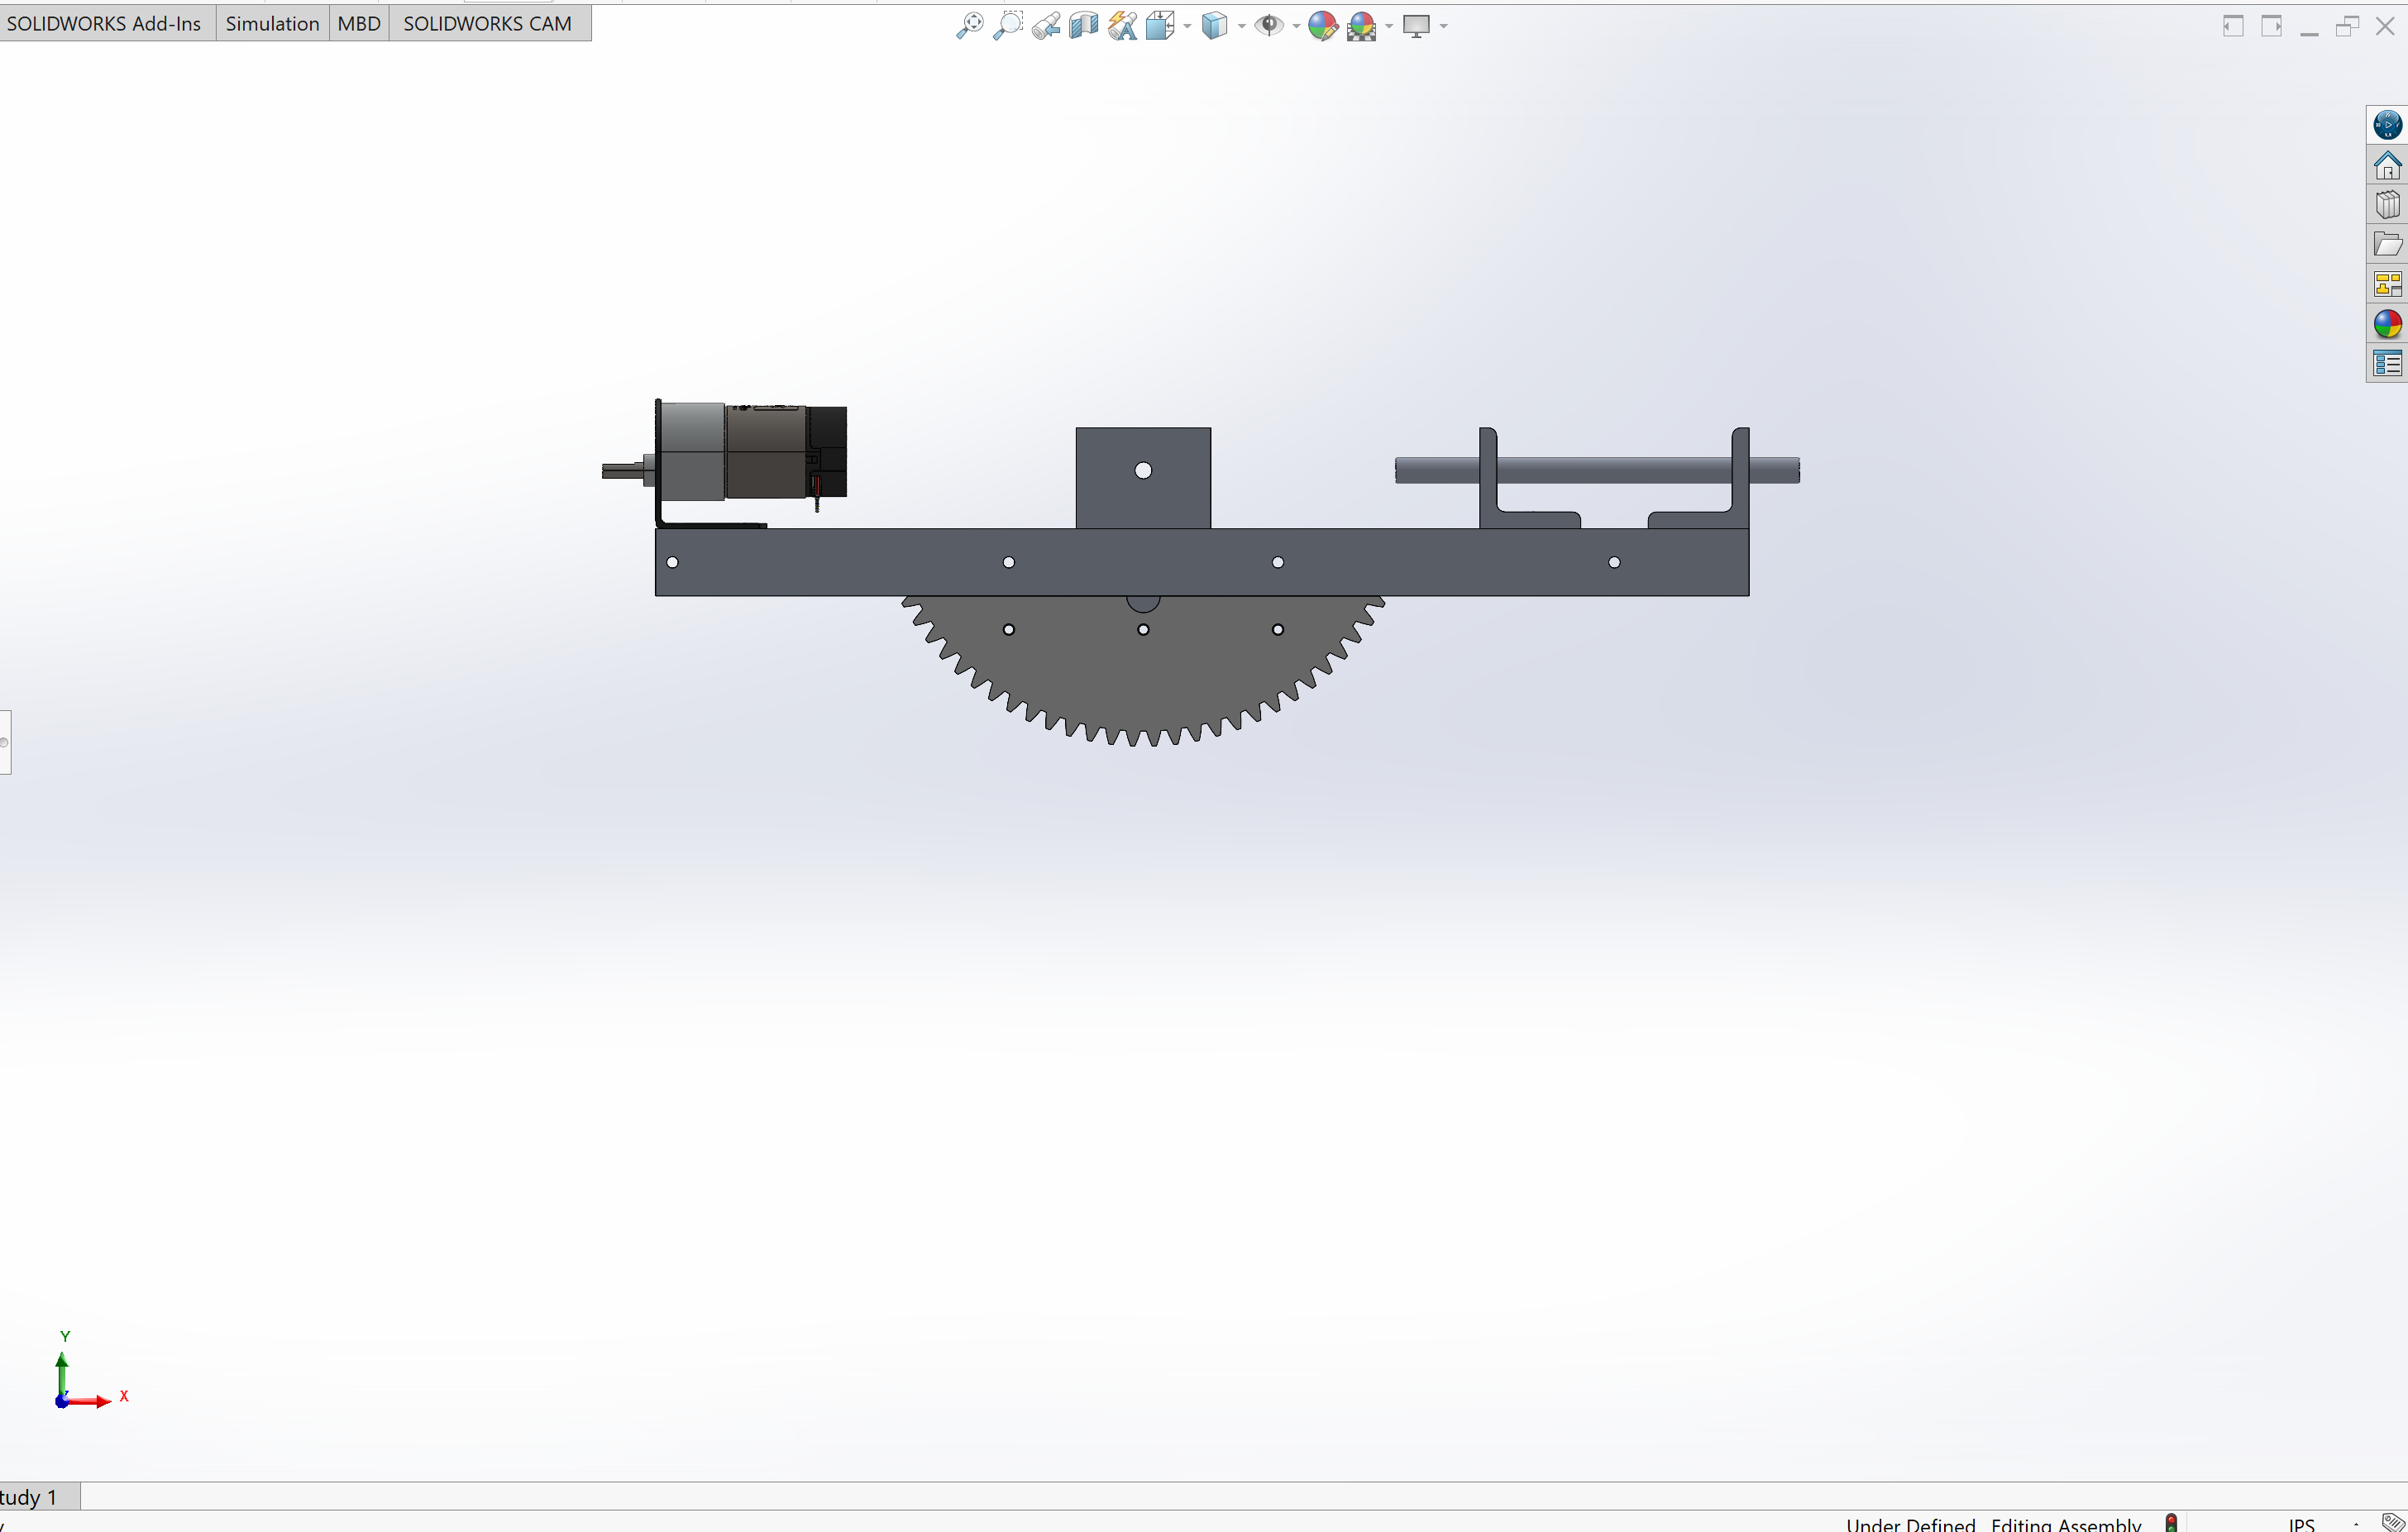 SOLIDWORKS Add-Ins Simulation MBD SOLIDWORKS CAM
Y
X
tudy 1
Under Defined Editing Assembly IPS